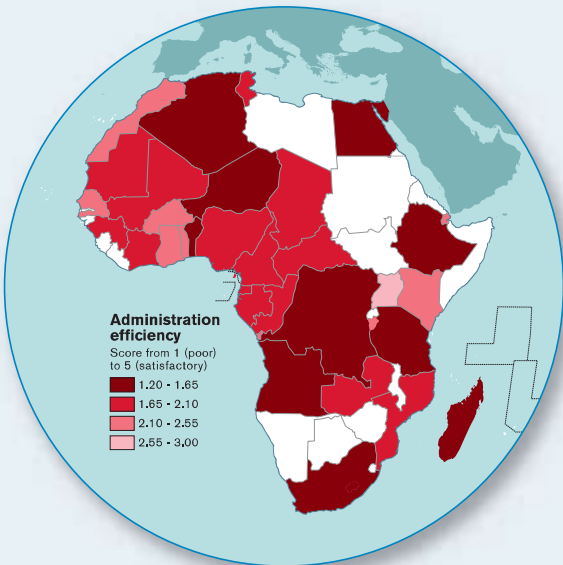 Administration
efficiency
Score from 1 (poor)
to 5 (satisfactory)
1.20 - 1.65
1.65 - 2.10
2.10 - 2.55
2.55 - 3.00